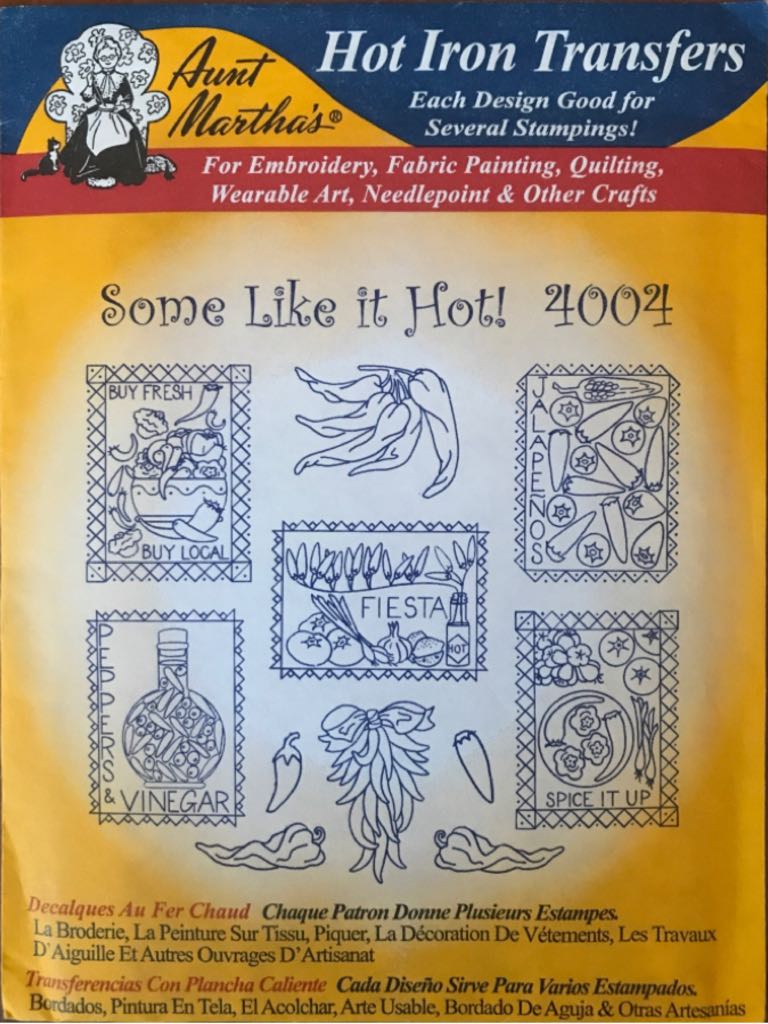 Aunt
Martha's®
Hot Iron Transfers
Each Design Good for
Several Stampings!
For Embroidery, Fabric Painting, Quilting,
Wearable Art, Needlepoint & Other Crafts
Some Like it Hot! 4004
BUY FRESH
BUY LOCAL
JALAPEÑOS
FIESTA
HOT
PEPPERS
& VINEGAR
SPICE IT UP
Decalques Au Fer Chaud Chaque Patron Donne Plusieurs Estampes.
La Broderie, La Peinture Sur Tissu, Piquer, La Décoration De Vétements, Les Travaux
D'Aiguille Et Autres Ouvrages D'Artisanat
Transferencias Con Plancha Caliente Cada Diseño Sirve Para Varios Estampados.
Bordados, Pintura En Tela, El Acolchar, Arte Usable, Bordado De Aguja & Otras Artesanías